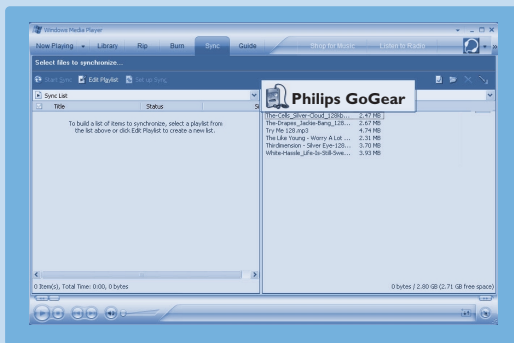 Windows Media Player
Now Playing Library Rip Burn Sync Guide Shop for Music Listen to Radio
Select files to synchronize...
Start Sync Edit Playlist Set up Sync
Sync List
Philips GoGear
Title Status Si
To build a list of items to synchronize, select a playlist from
the list above or click Edit Playlist to create a new list.
The-Cells_Silver-Cloud_128kb... 2.47 MB
The-Drapes_Jackie-Bang_128... 2.67 MB
Try Me 128.mp3 4.74 MB
The Like Young - Worry A Lot ... 2.31 MB
Thirdimension - Silver Eye-128... 3.70 MB
White-Hassle_Life-Is-Still-Swe... 3.93 MB
0 Item(s), Total Time: 0:00, 0 bytes 0 bytes / 2.80 GB (2.71 GB free space)